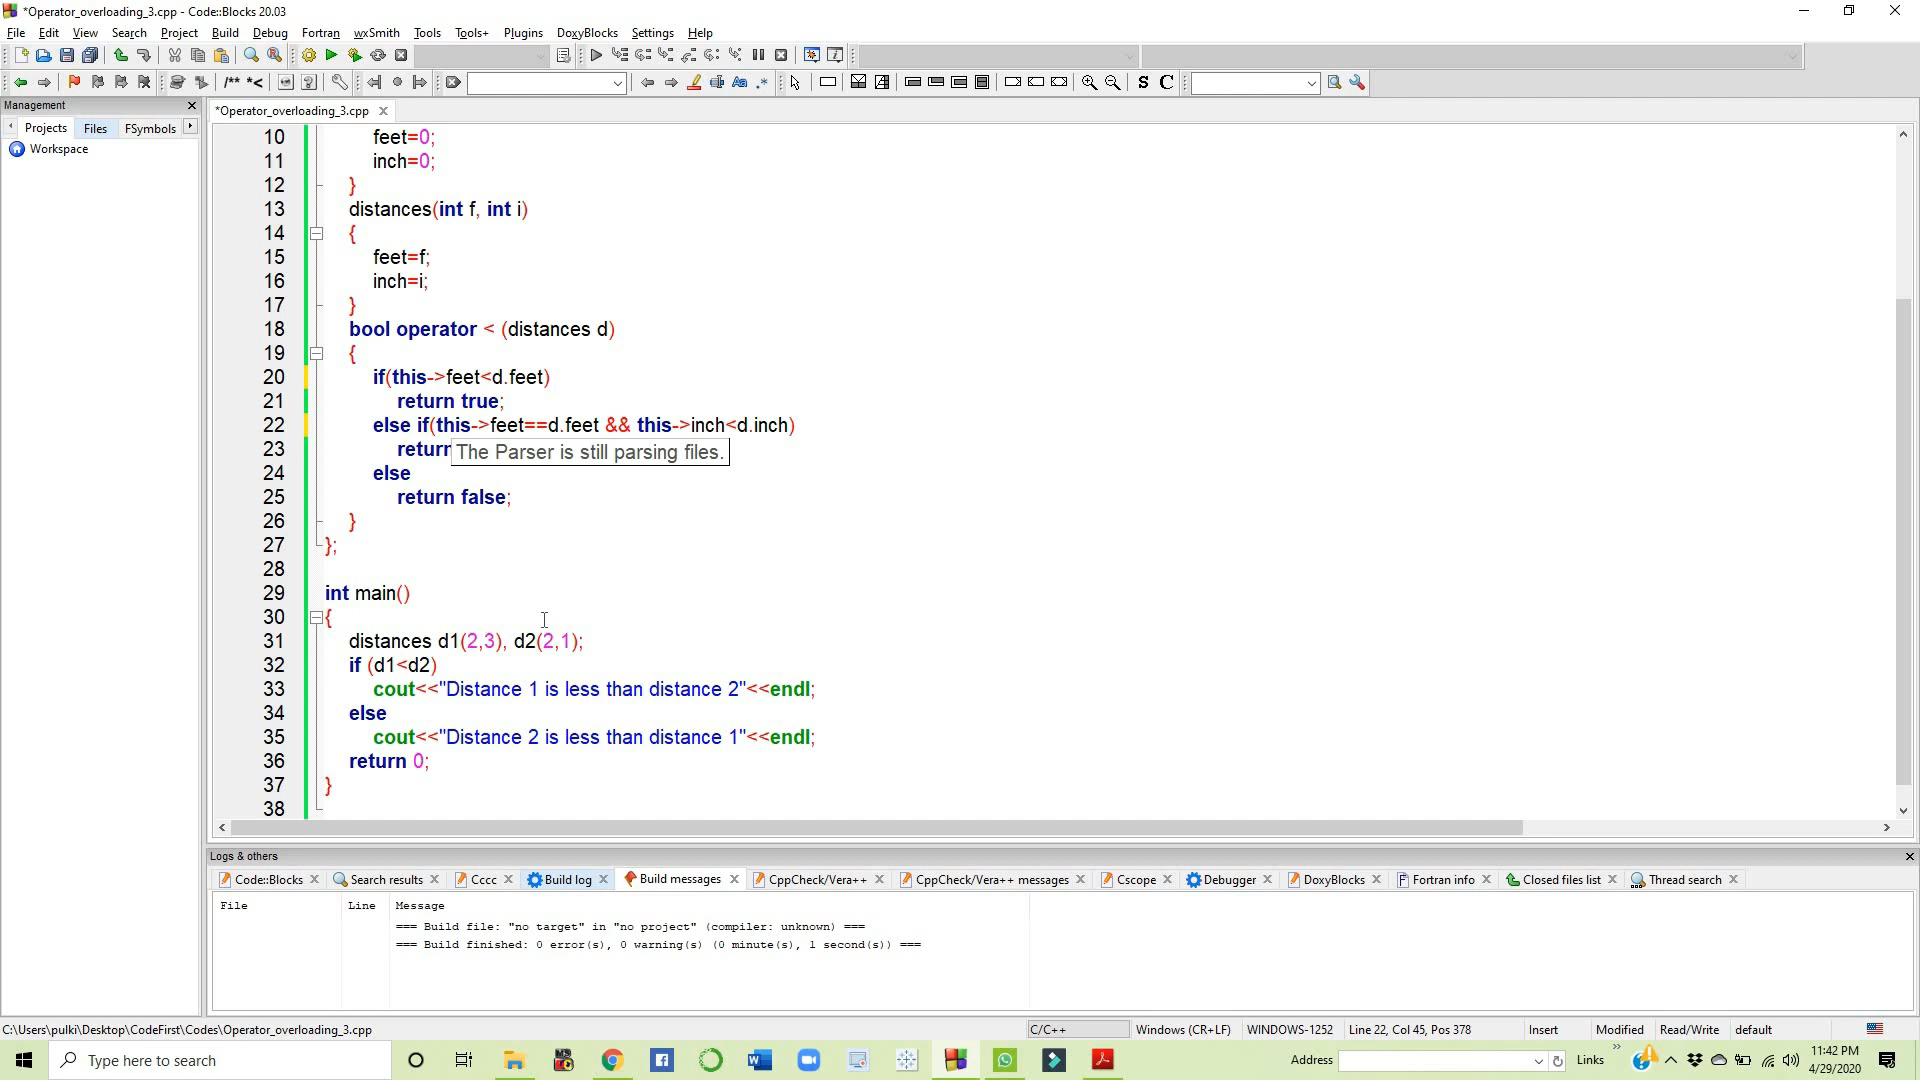 *Operator_overloading_3.cpp - Code::Blocks 20.03
File Edit View Search Project Build Debug Fortran wxSmith Tools Tools+ Plugins DoxyBlocks Settings Help
/** *< Aa .* S C
Management
Projects Files FSymbols
Workspace
*Operator_overloading_3.cpp
10 feet=0;
11 inch=0;
12 }
13 distances(int f, int i)
14 {
15 feet=f;
16 inch=i;
17 }
18 bool operator < (distances d)
19 {
20 if(this->feet<d.feet)
21 return true;
22 else if(this->feet==d.feet && this->inch<d.inch)
23 return
The Parser is still parsing files.
24 else
25 return false;
26 }
27 };
28
29 int main()
30 {
31 distances d1(2,3), d2(2,1);
32 if (d1<d2)
33 cout<<"Distance 1 is less than distance 2"<<endl;
34 else
35 cout<<"Distance 2 is less than distance 1"<<endl;
36 return 0;
37 }
38
Logs & others
Code::Blocks Search results Cccc Build log Build messages CppCheck/Vera++ CppCheck/Vera++ messages Cscope Debugger DoxyBlocks Fortran info Closed files list Thread search
File Line Message
=== Build file: "no target" in "no project" (compiler: unknown) ===
=== Build finished: 0 error(s), 0 warning(s) (0 minute(s), 1 second(s)) ===
C:\Users\pulki\Desktop\CodeFirst\Codes\Operator_overloading_3.cpp C/C++ Windows (CR+LF) WINDOWS-1252 Line 22, Col 45, Pos 378 Insert Modified Read/Write default
Type here to search
Address Links
11:42 PM
4/29/2020